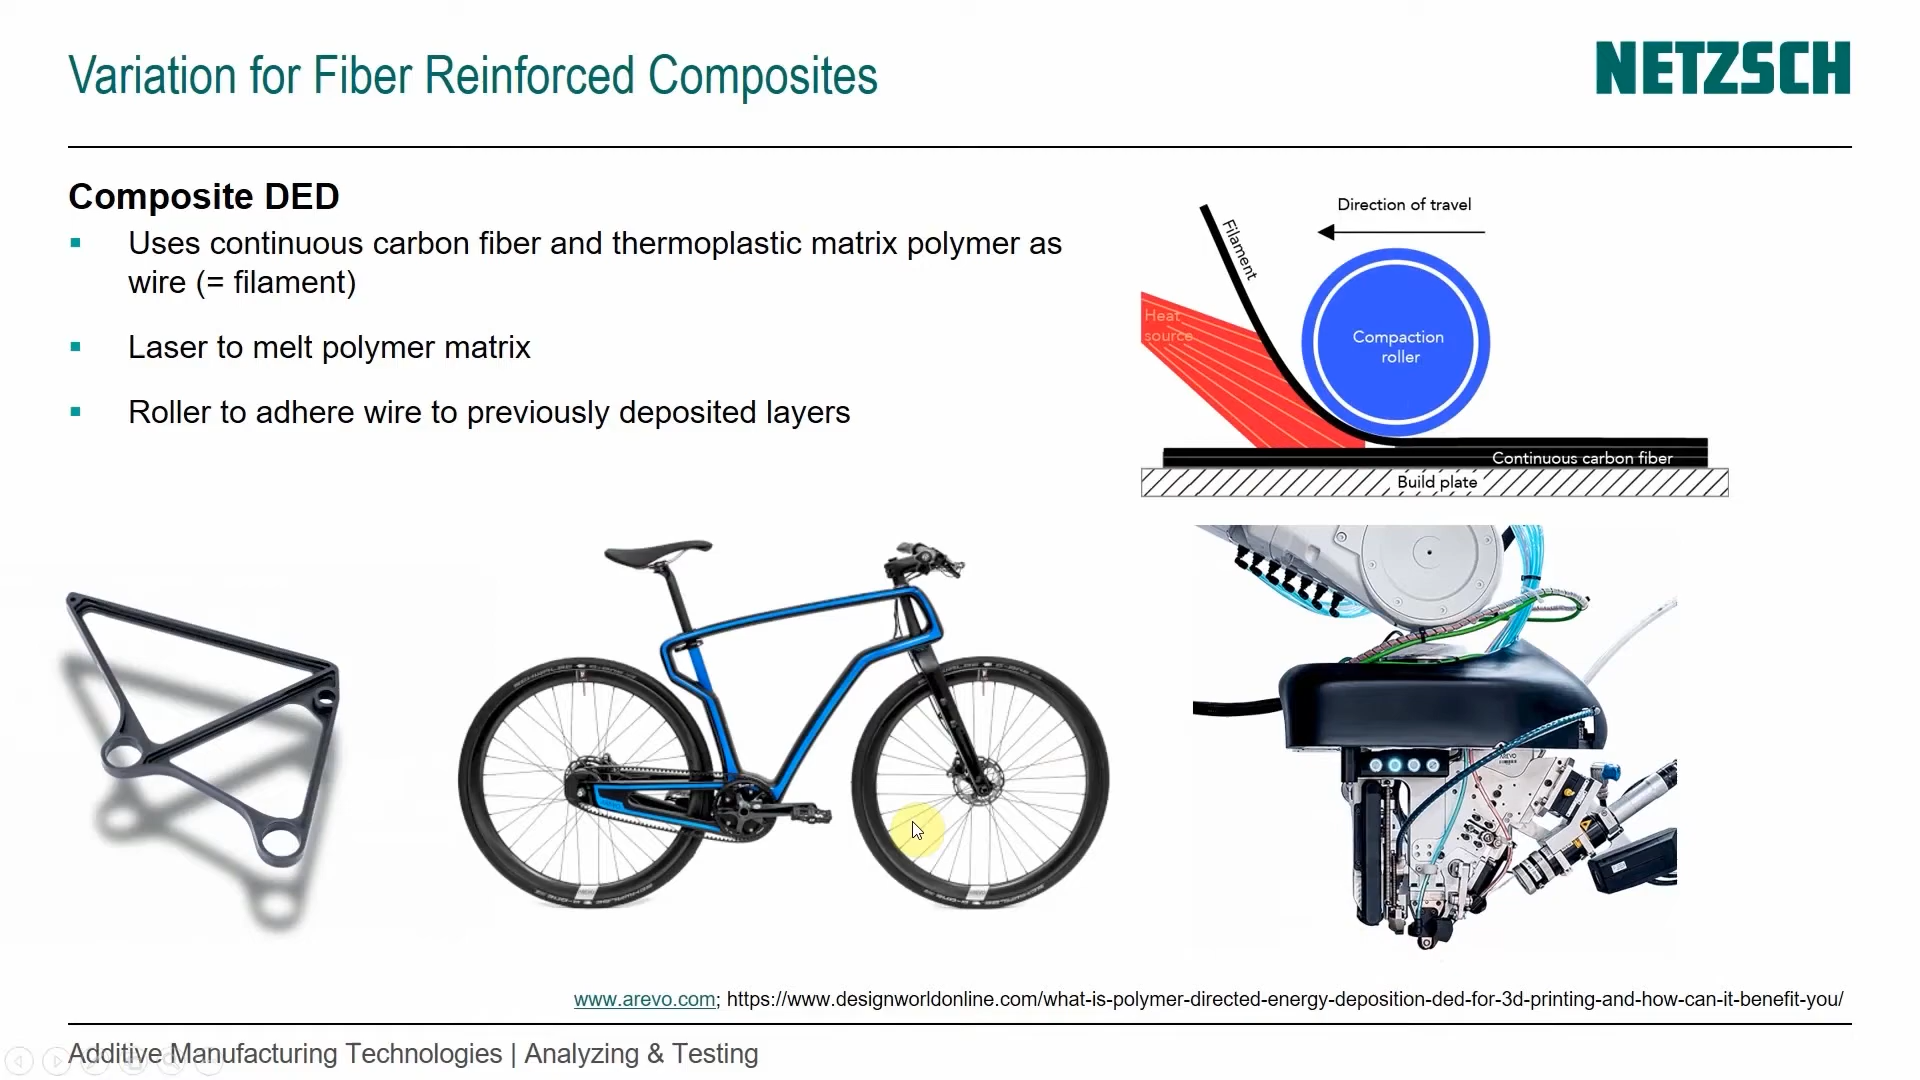 Variation for Fiber Reinforced Composites
NETZSCH
Composite DED
Uses continuous carbon fiber and thermoplastic matrix polymer as
wire (= filament)
Laser to melt polymer matrix
Roller to adhere wire to previously deposited layers
Direction of travel
Filament
Heat
source
Compaction
roller
Continuous carbon fiber
Build plate
www.arevo.com; https://www.designworldonline.com/what-is-polymer-directed-energy-deposition-ded-for-3d-printing-and-how-can-it-benefit-you/
Additive Manufacturing Technologies | Analyzing & Testing